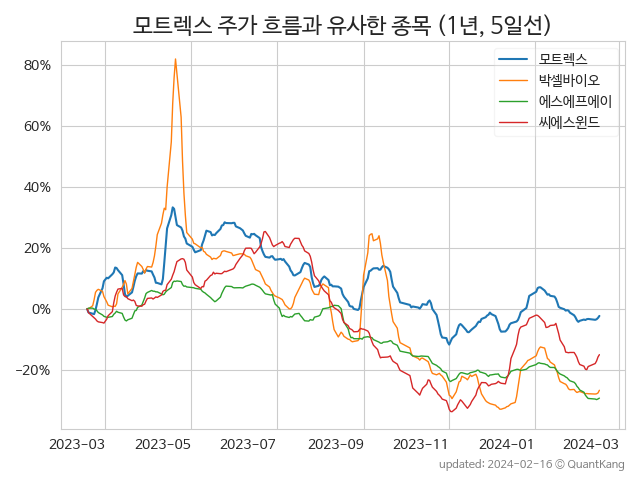 모트렉스 주가 흐름과 유사한 종목 (1년, 5일선)
모트렉스
박셀바이오
에스에프에이
씨에스윈드
80%
60%
40%
20%
0%
−20%
2023-03 2023-05 2023-07 2023-09 2023-11 2024-01 2024-03
updated: 2024-02-16 © QuantKang